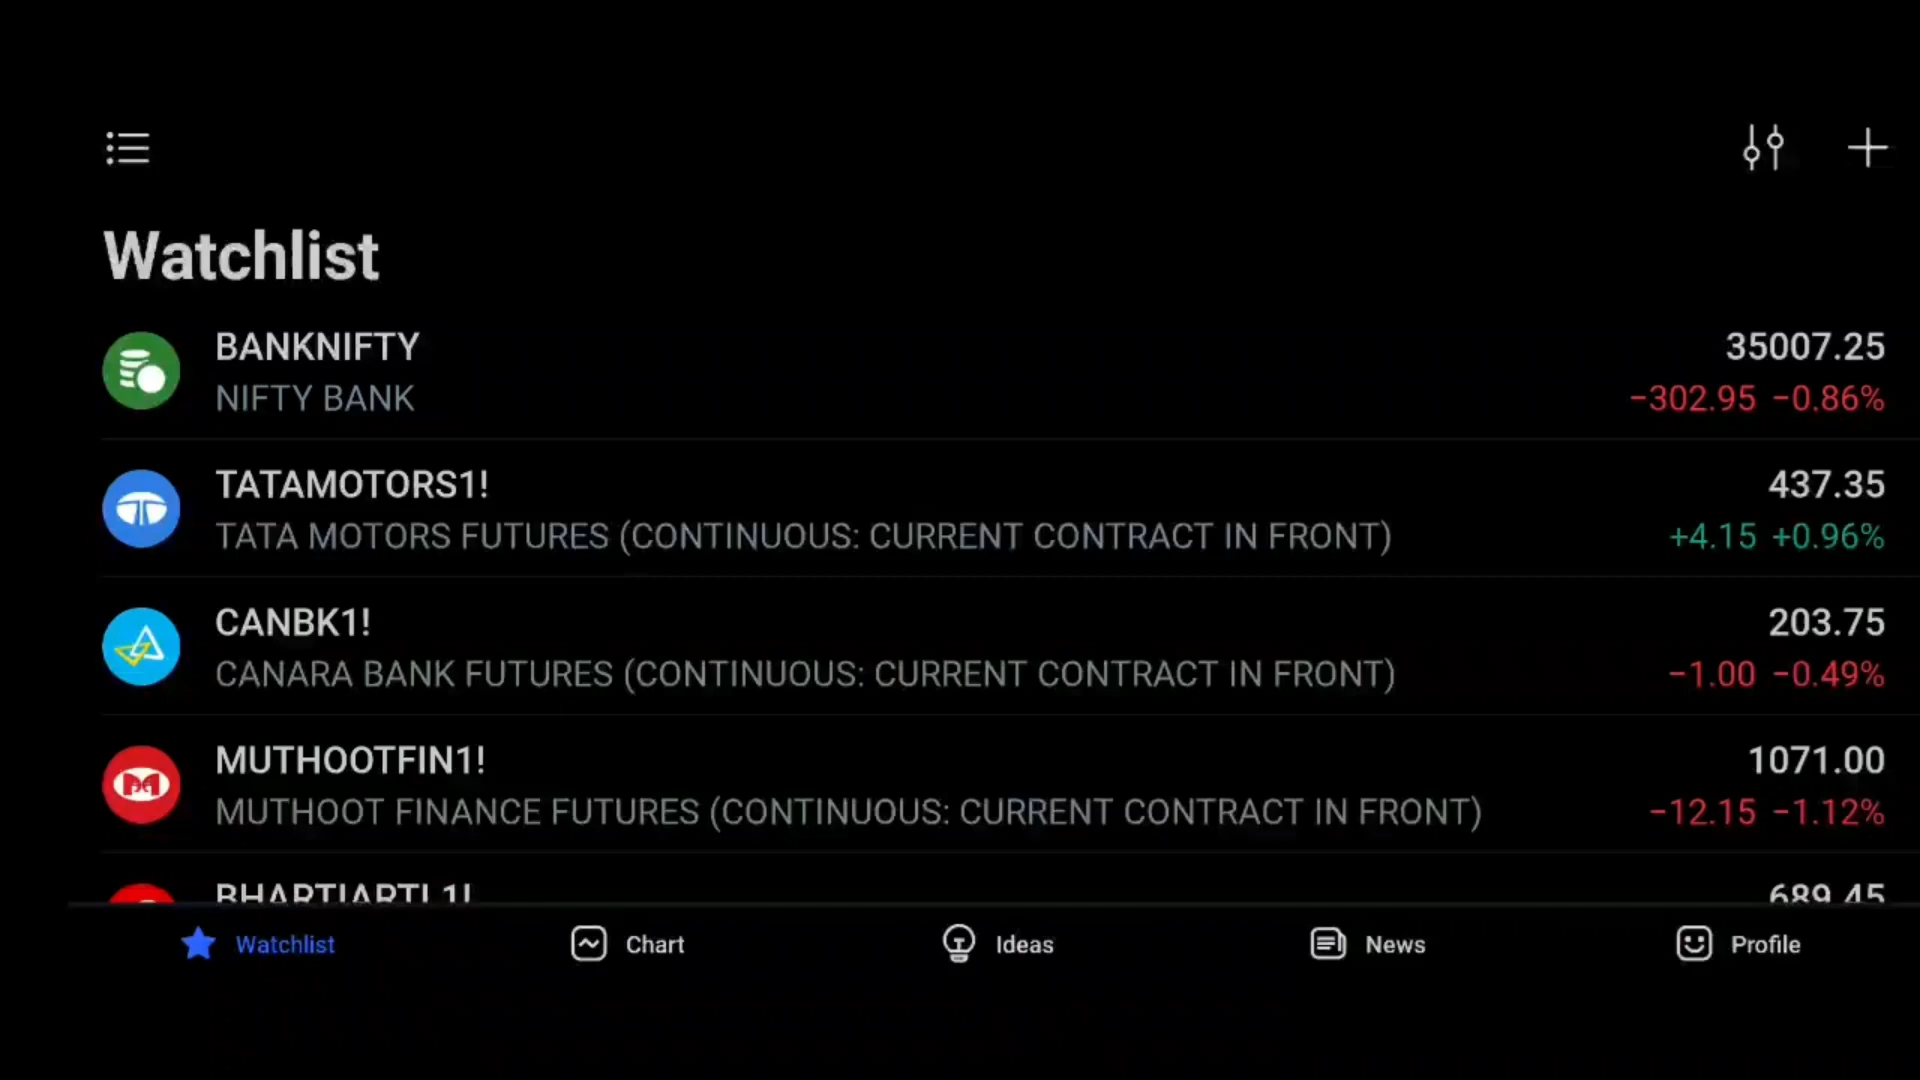 Watchlist
BANKNIFTY
35007.25
NIFTY BANK
−302.95 −0.86%
TATAMOTORS1!
437.35
TATA MOTORS FUTURES (CONTINUOUS: CURRENT CONTRACT IN FRONT)
+4.15 +0.96%
CANBK1!
203.75
CANARA BANK FUTURES (CONTINUOUS: CURRENT CONTRACT IN FRONT)
−1.00 −0.49%
MUTHOOTFIN1!
1071.00
MUTHOOT FINANCE FUTURES (CONTINUOUS: CURRENT CONTRACT IN FRONT)
−12.15 −1.12%
BHARTIARTL1!
689.45
Watchlist
Chart
Ideas
News
Profile